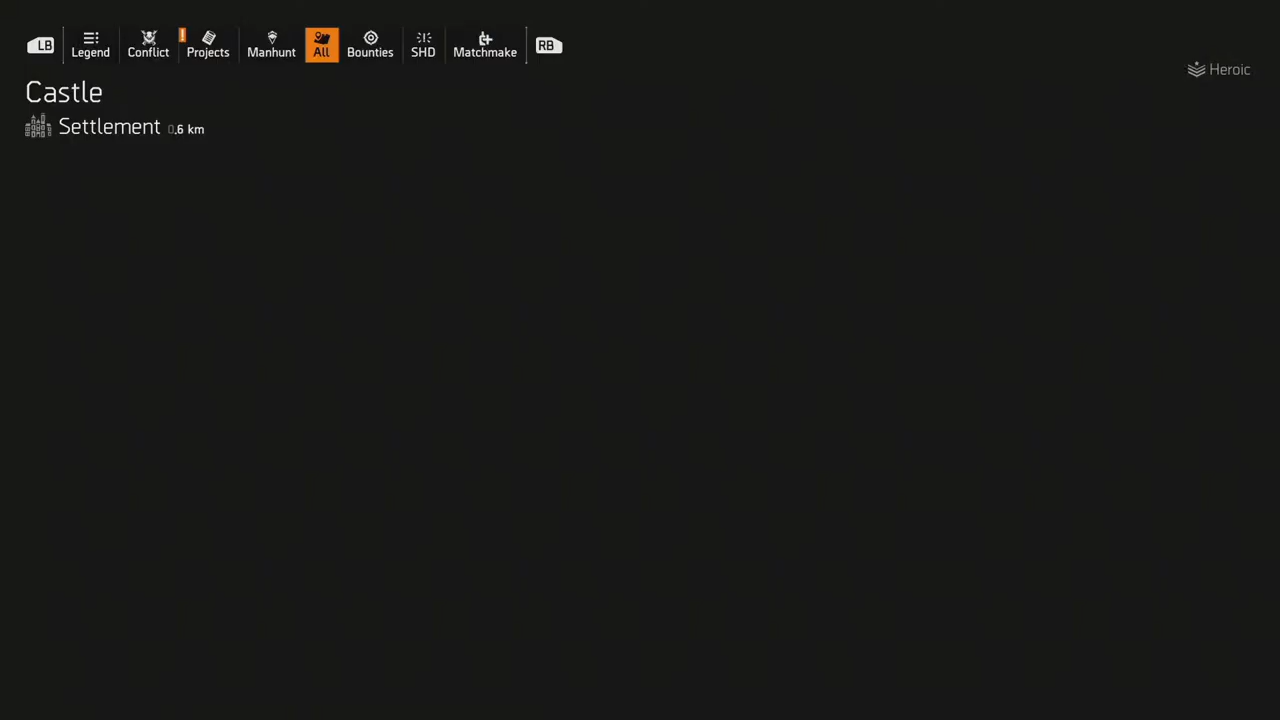 LB Legend Conflict Projects Manhunt All Bounties SHD Matchmake RB
Heroic
Castle
Settlement 0.6 km